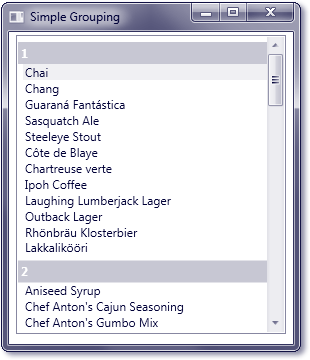 Simple Grouping
1
Chai
Chang
Guaraná Fantástica
Sasquatch Ale
Steeleye Stout
Côte de Blaye
Chartreuse verte
Ipoh Coffee
Laughing Lumberjack Lager
Outback Lager
Rhönbräu Klosterbier
Lakkalikööri
2
Aniseed Syrup
Chef Anton's Cajun Seasoning
Chef Anton's Gumbo Mix